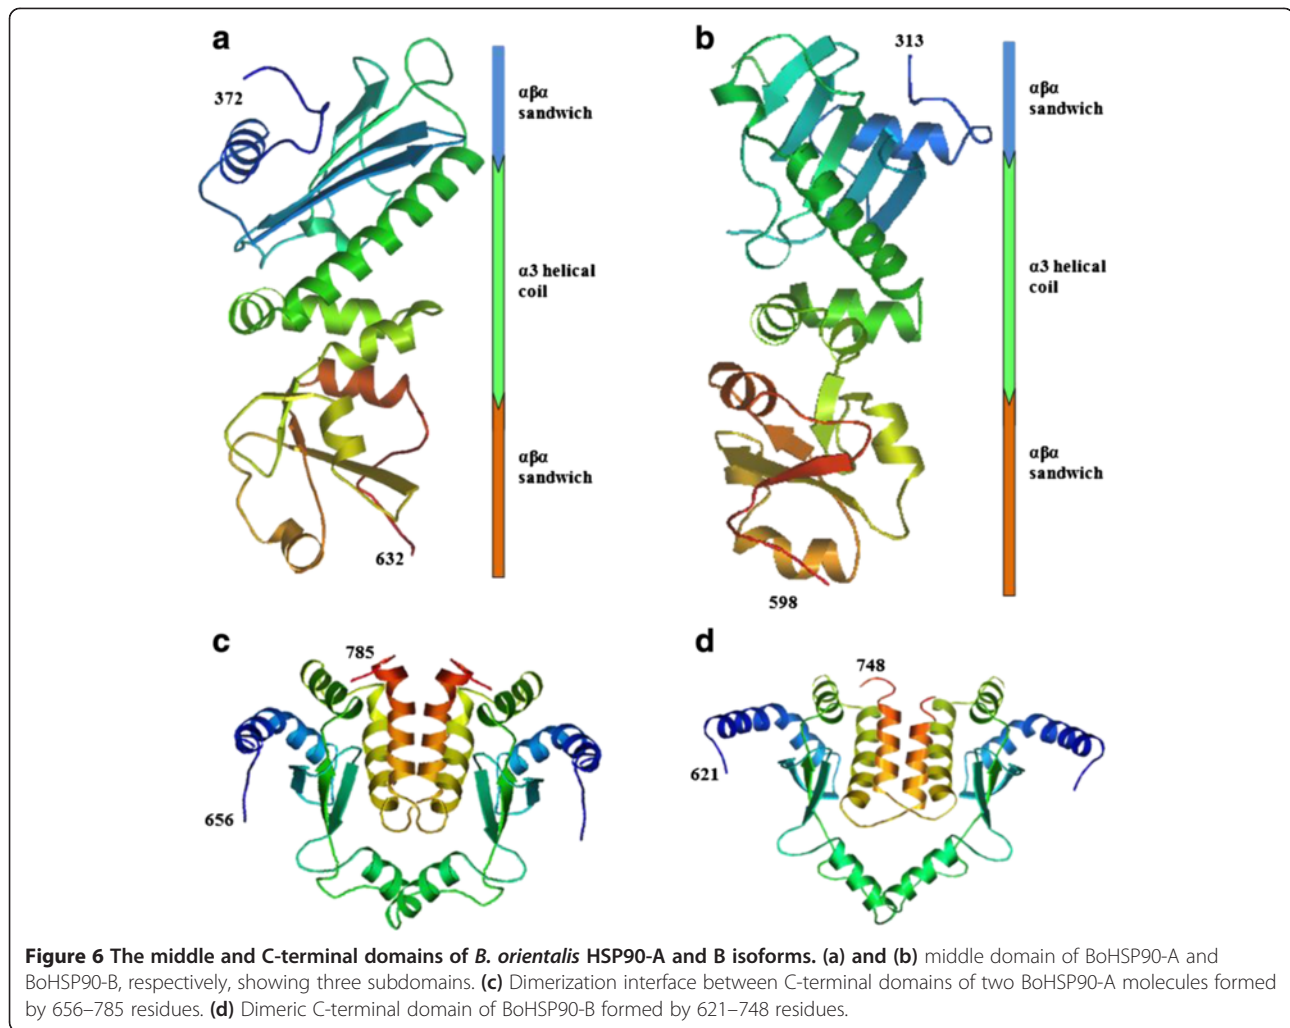 a
372
αβα
sandwich
α3 helical
coil
αβα
sandwich
632
b
313
αβα
sandwich
α3 helical
coil
αβα
sandwich
598
c
785
656
d
748
621
Figure 6 The middle and C-terminal domains of B. orientalis HSP90-A and B isoforms. (a) and (b) middle domain of BoHSP90-A and
BoHSP90-B, respectively, showing three subdomains. (c) Dimerization interface between C-terminal domains of two BoHSP90-A molecules formed
by 656–785 residues. (d) Dimeric C-terminal domain of BoHSP90-B formed by 621–748 residues.